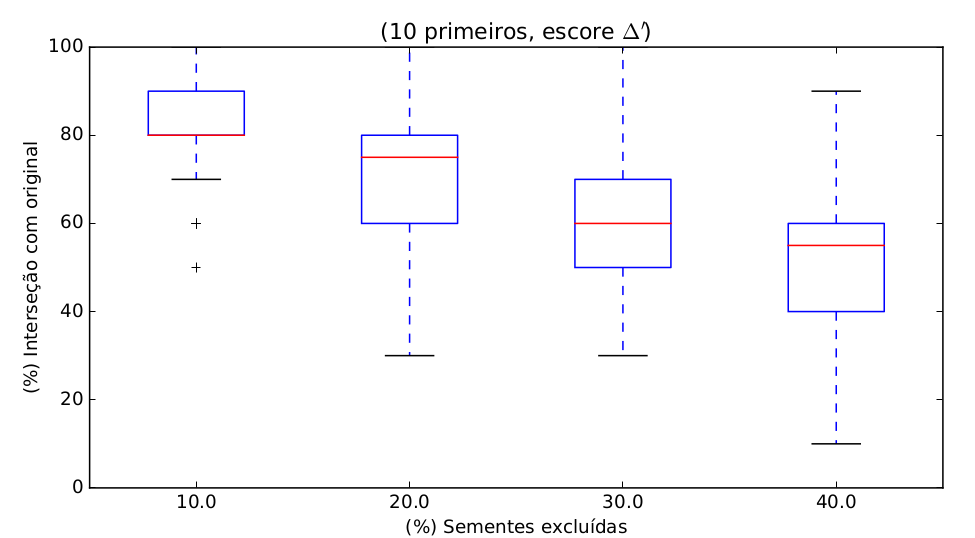 (10 primeiros, escore Δ′)
100
80
60
40
20
0
(%) Interseção com original
10.0 20.0 30.0 40.0
(%) Sementes excluídas